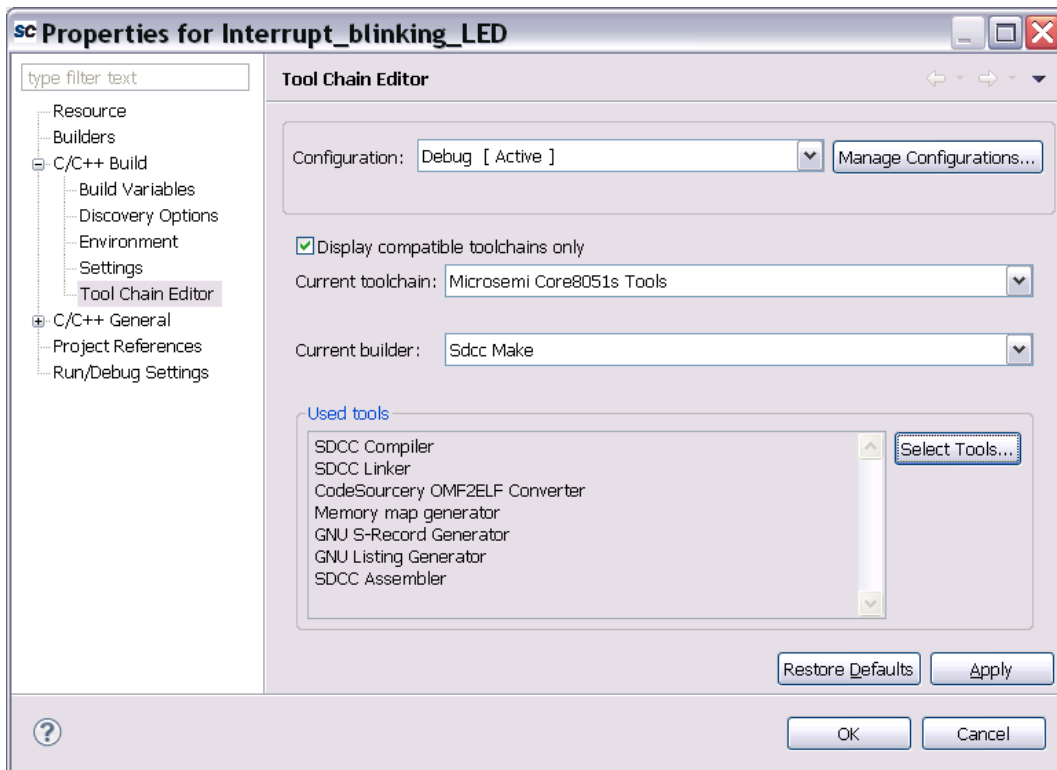 sc Properties for Interrupt_blinking_LED
type filter text
Resource
Builders
C/C++ Build
Build Variables
Discovery Options
Environment
Settings
Tool Chain Editor
C/C++ General
Project References
Run/Debug Settings
Tool Chain Editor
Configuration: Debug [ Active ] Manage Configurations...
Display compatible toolchains only
Current toolchain: Microsemi Core8051s Tools
Current builder: Sdcc Make
Used tools
SDCC Compiler
SDCC Linker
CodeSourcery OMF2ELF Converter
Memory map generator
GNU S-Record Generator
GNU Listing Generator
SDCC Assembler
Select Tools...
Restore Defaults Apply
? OK Cancel